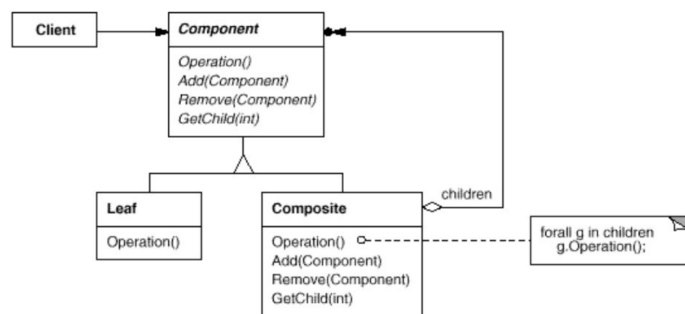 Client
Component
Operation()
Add(Component)
Remove(Component)
GetChild(int)
children
Leaf
Operation()
Composite
Operation()
Add(Component)
Remove(Component)
GetChild(int)
forall g in children
g.Operation();